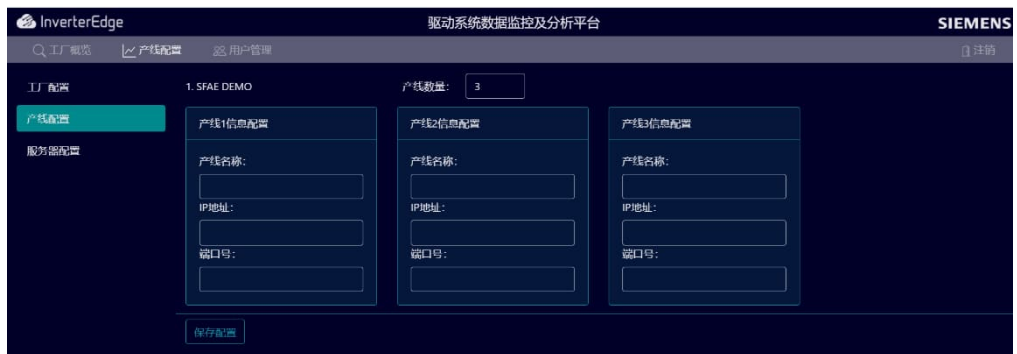 InverterEdge 驱动系统数据监控及分析平台 SIEMENS
工厂概览 产线配置 用户管理 注销
工厂配置
产线配置
服务器配置
1. SFAE DEMO 产线数量: 3
产线1信息配置 产线2信息配置 产线3信息配置
产线名称: 产线名称: 产线名称:
IP地址: IP地址: IP地址:
端口号: 端口号: 端口号:
保存配置